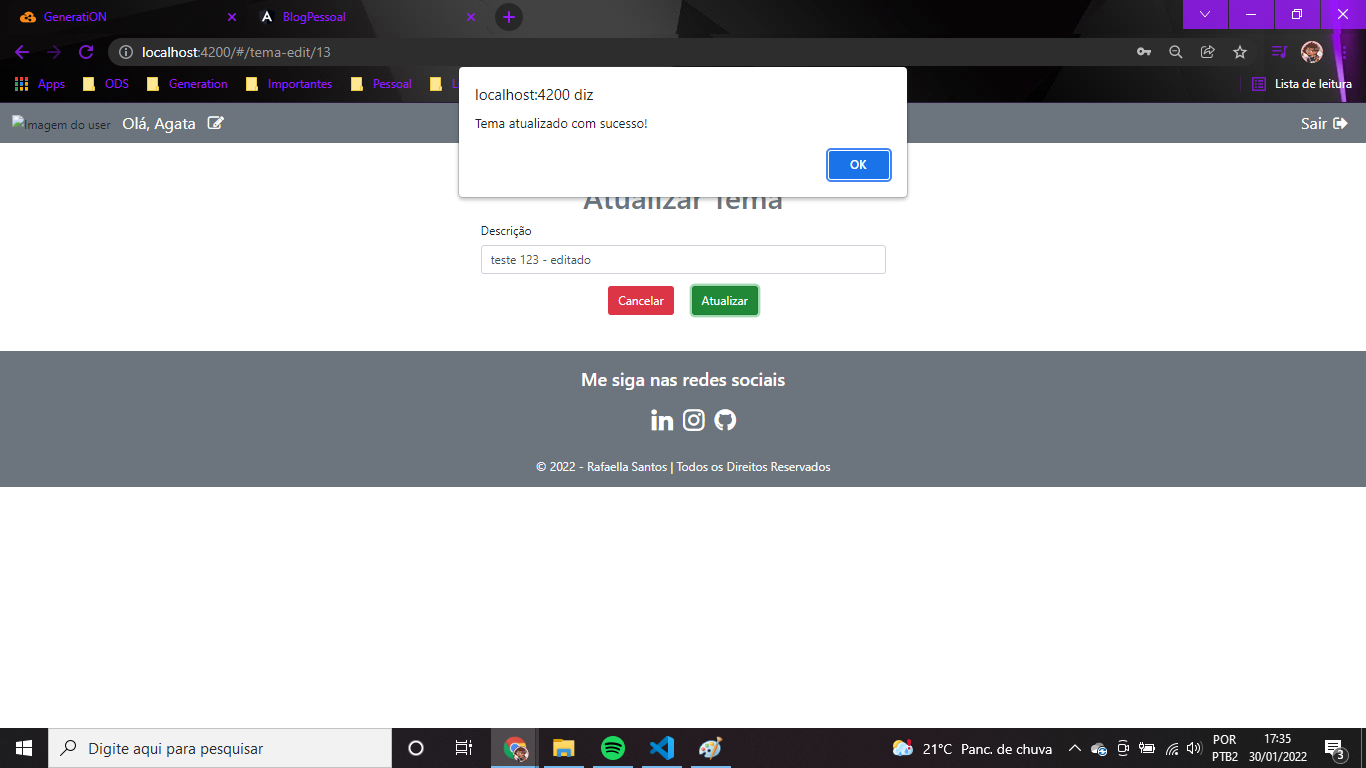 GeneratiON
BlogPessoal
localhost:4200/#/tema-edit/13
Apps
ODS
Generation
Importantes
Pessoal
Lista de leitura
localhost:4200 diz
Tema atualizado com sucesso!
OK
Imagem do user
Olá, Agata
Sair
Atualizar Tema
Descrição
teste 123 - editado
Cancelar
Atualizar
Me siga nas redes sociais
© 2022 - Rafaella Santos | Todos os Direitos Reservados
Digite aqui para pesquisar
21°C Panc. de chuva
POR
PTB2
17:35
30/01/2022
3